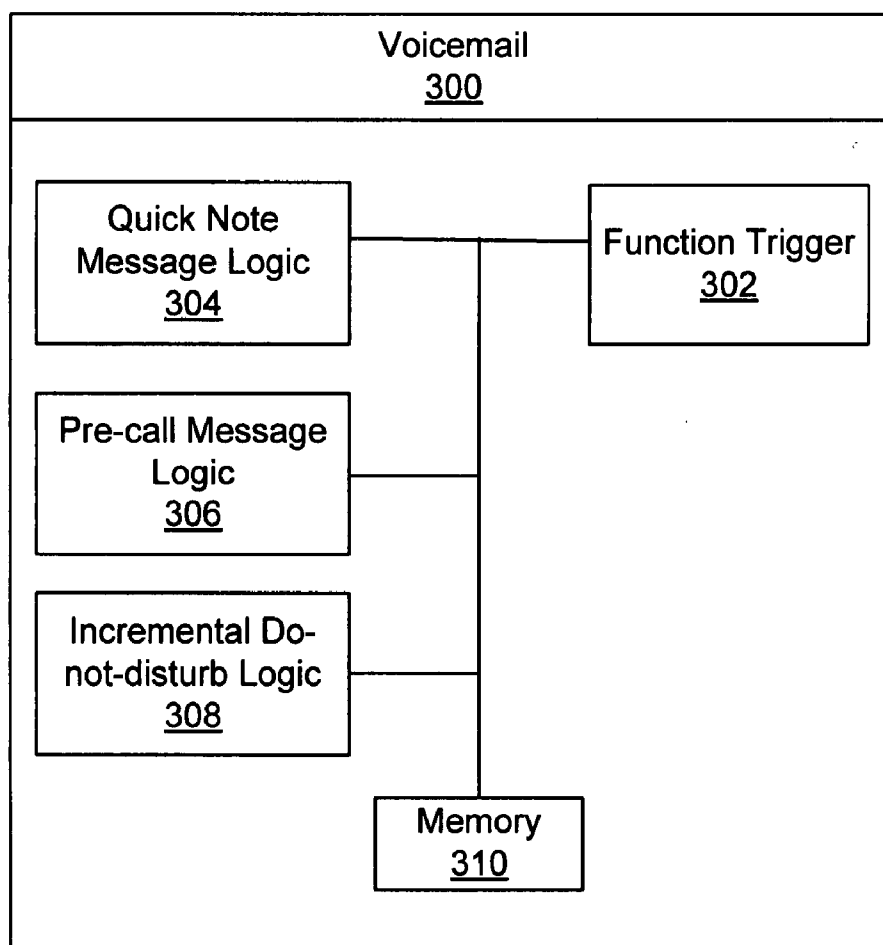 Voicemail
300
Quick Note
Message Logic
304
Function Trigger
302
Pre-call Message
Logic
306
Incremental Do-
not-disturb Logic
308
Memory
310